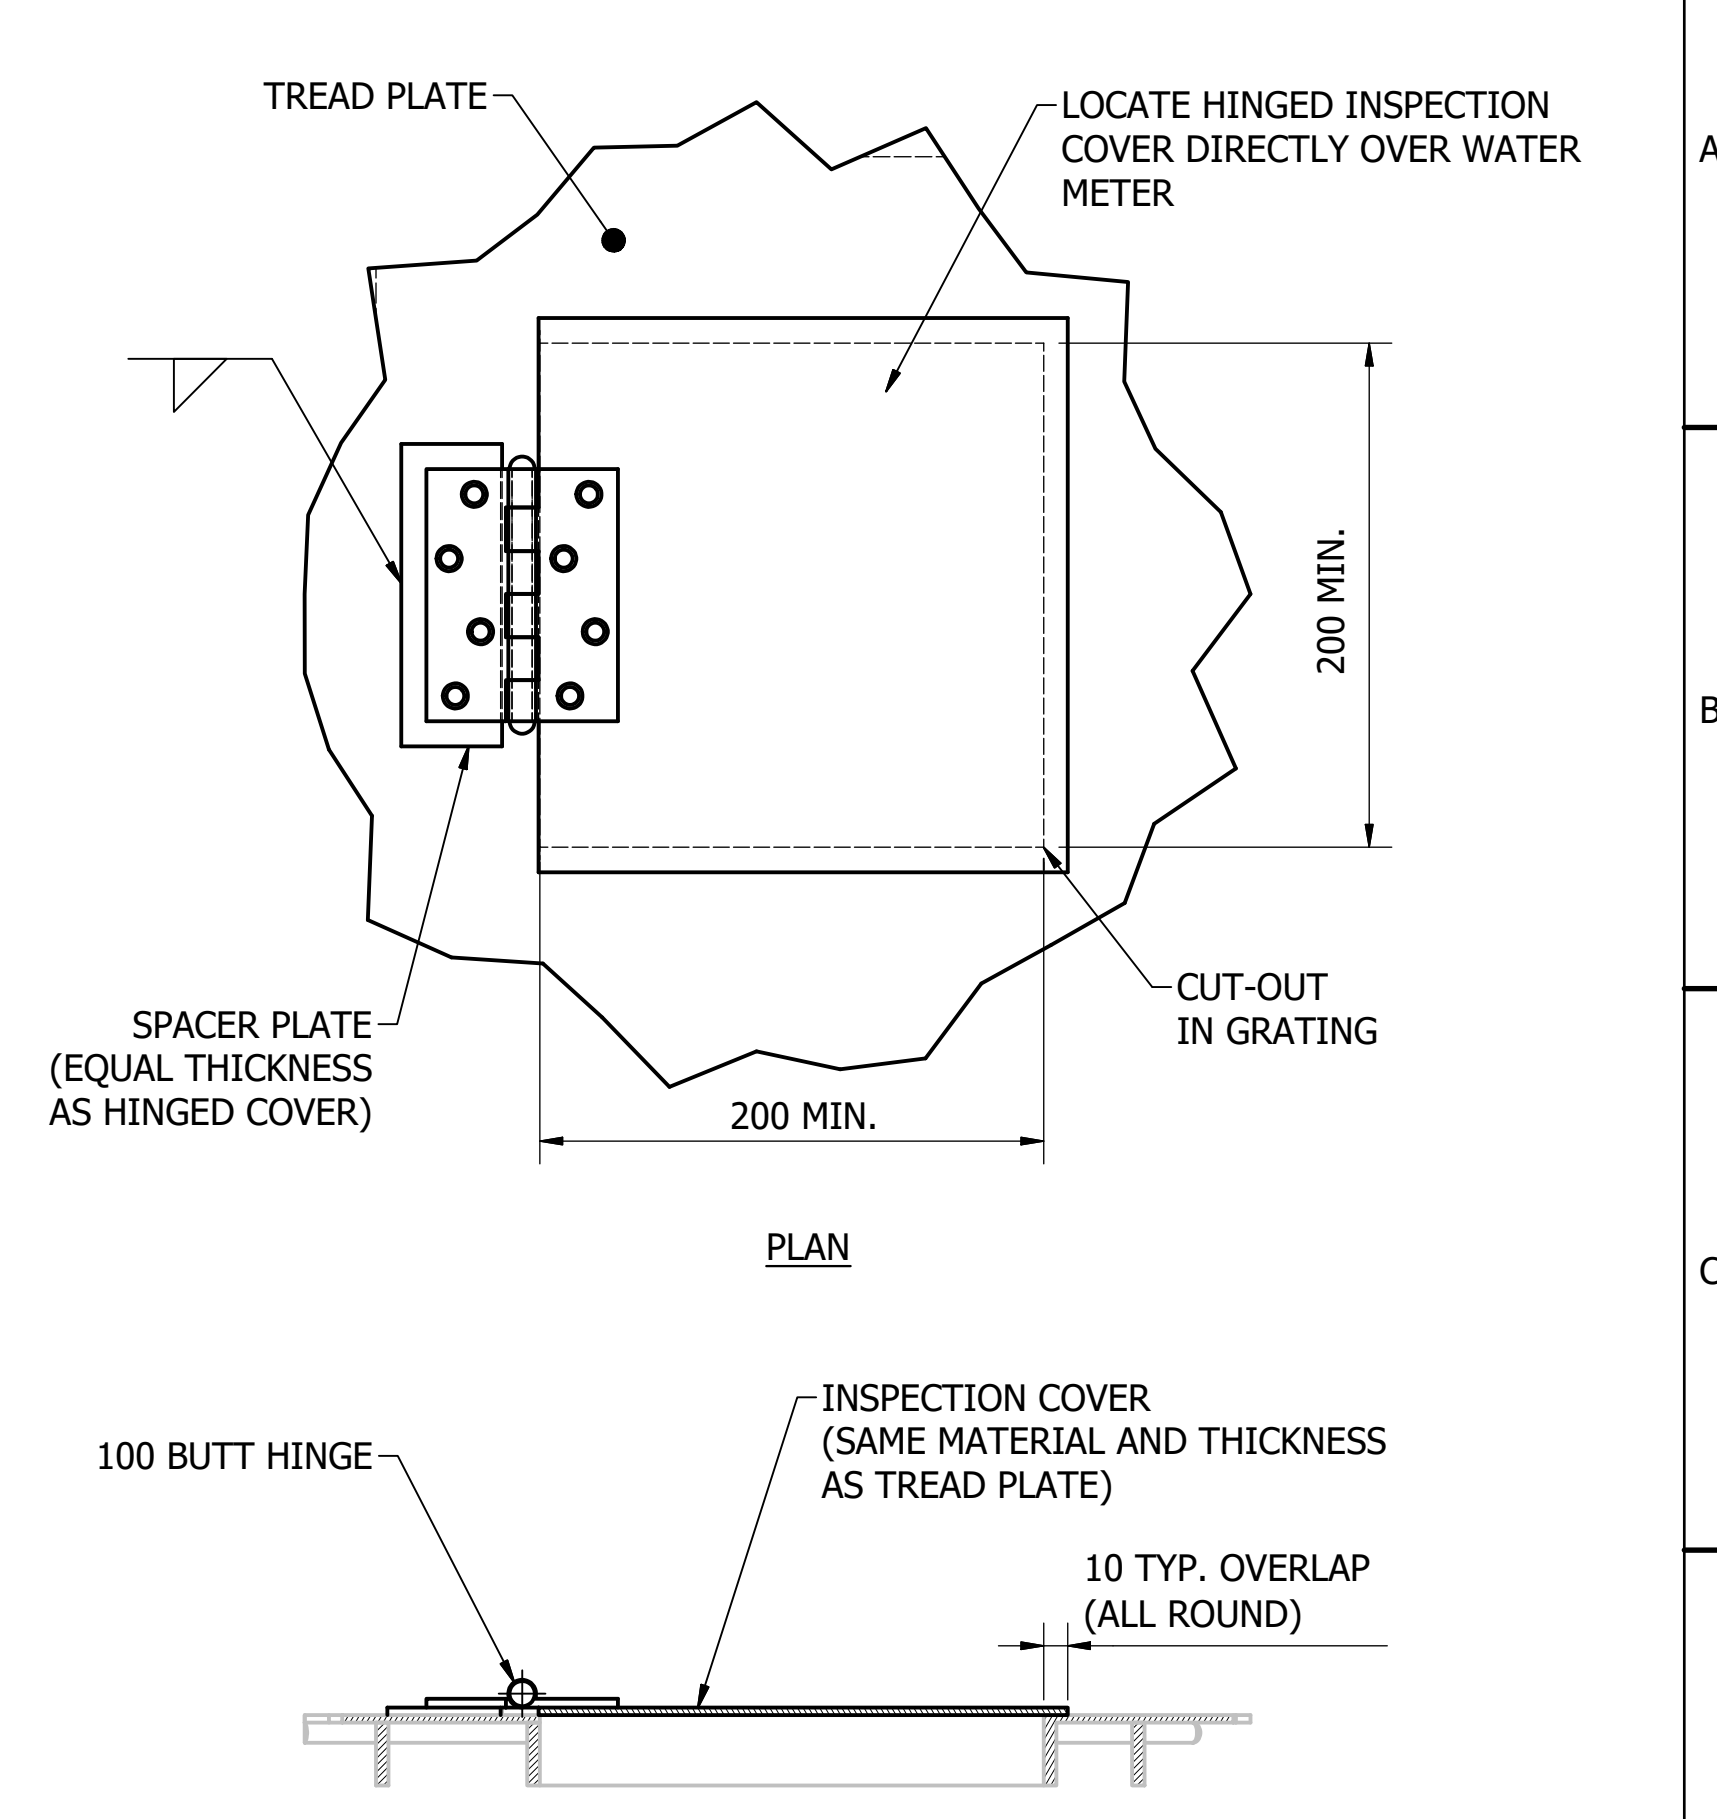 TREAD PLATE
LOCATE HINGED INSPECTION
COVER DIRECTLY OVER WATER
METER
A
200 MIN.
B
SPACER PLATE
(EQUAL THICKNESS
AS HINGED COVER)
CUT-OUT
IN GRATING
200 MIN.
PLAN
C
INSPECTION COVER
(SAME MATERIAL AND THICKNESS
AS TREAD PLATE)
100 BUTT HINGE
10 TYP. OVERLAP
(ALL ROUND)